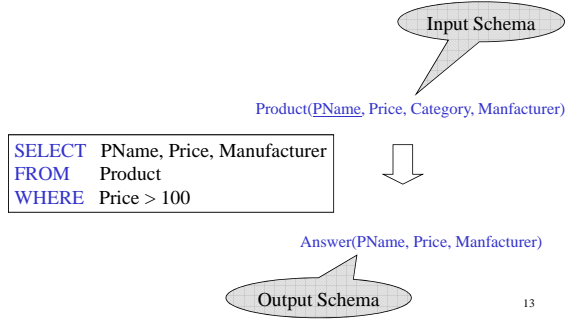 Input Schema
Product(PName, Price, Category, Manfacturer)
SELECT PName, Price, Manufacturer
FROM Product
WHERE Price > 100
Answer(PName, Price, Manfacturer)
Output Schema
13